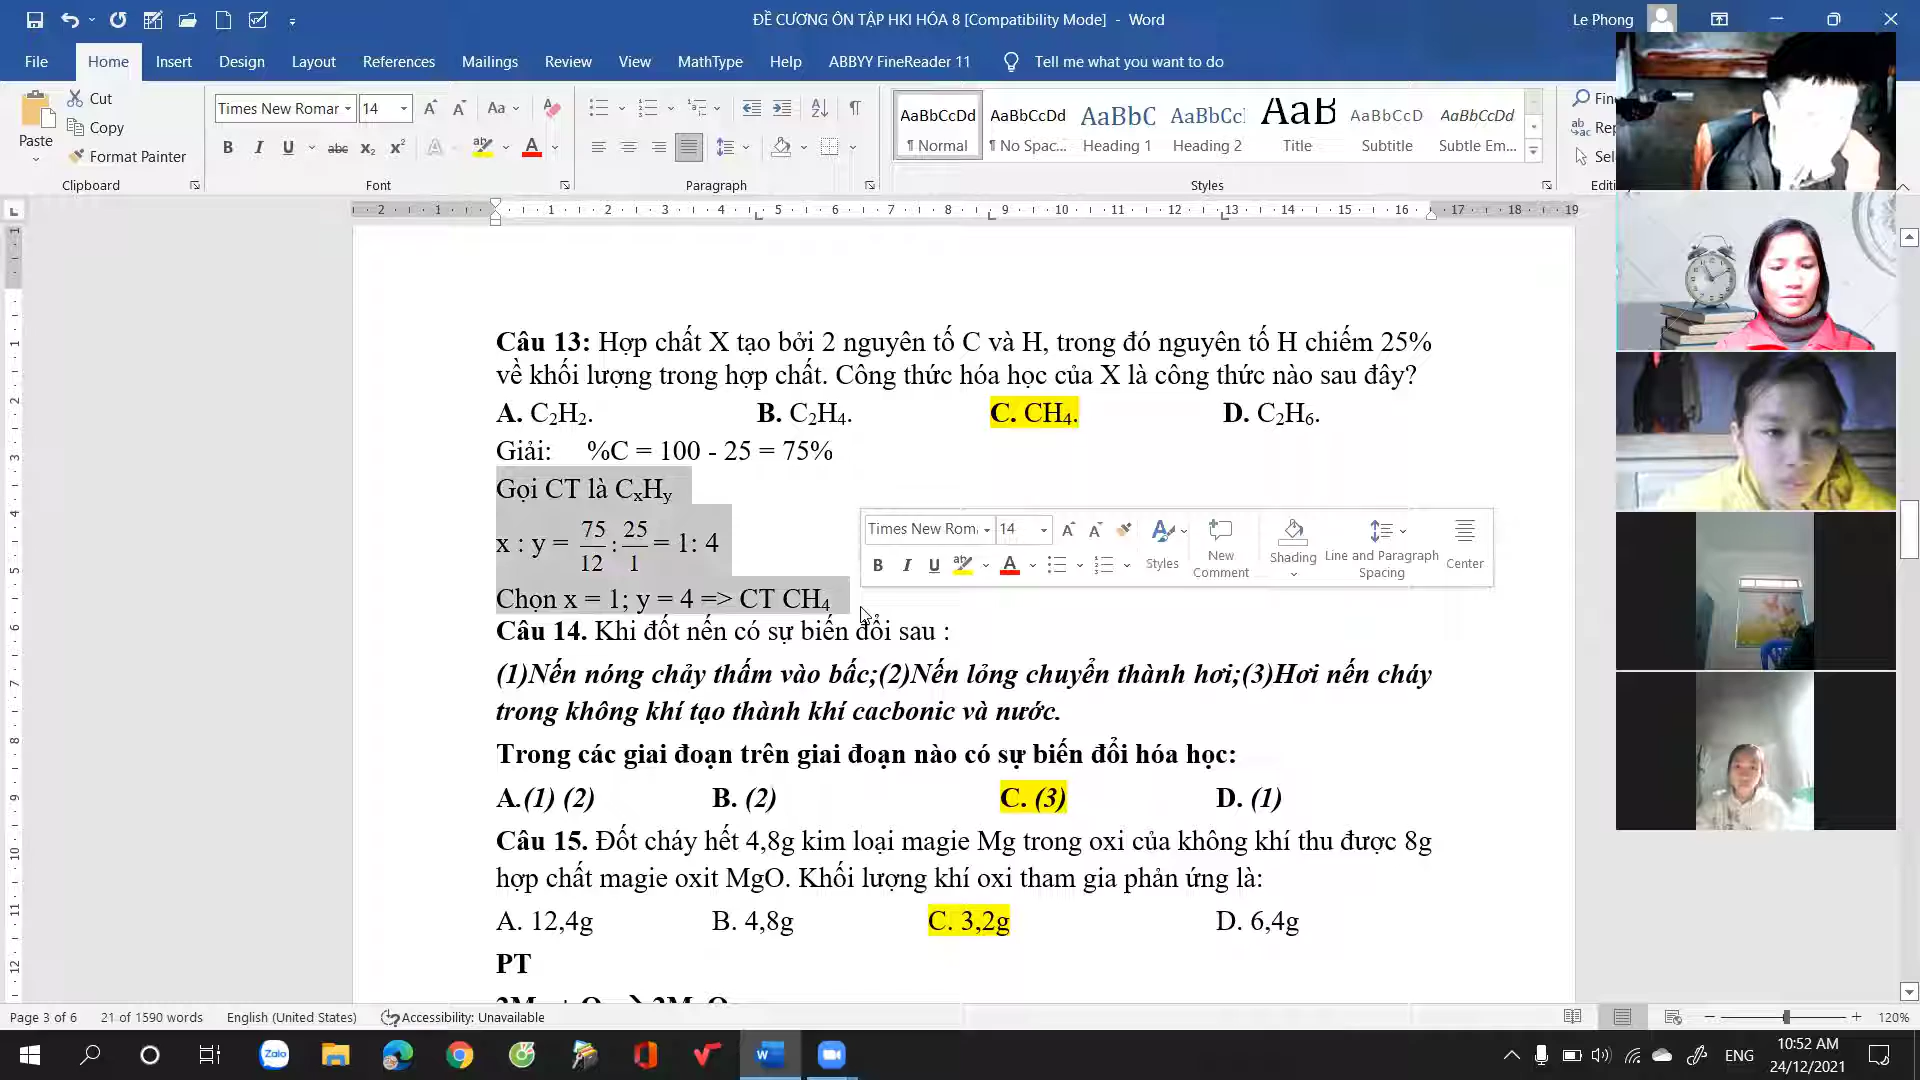 ĐỀ CƯƠNG ÔN TẬP HKI HÓA 8 [Compatibility Mode] - Word
Le Phong
File Home Insert Design Layout References Mailings Review View MathType Help ABBYY FineReader 11 Tell me what you want to do
Paste
Cut
Copy
Format Painter
Clipboard
Times New Romar 14
Font
Paragraph
AaBbCcDd AaBbCcDd AaBbC AaBbCc AaB AaBbCcD AaBbCcDd
¶ Normal ¶ No Spac... Heading 1 Heading 2 Title Subtitle Subtle Em...
Styles
Câu 13: Hợp chất X tạo bởi 2 nguyên tố C và H, trong đó nguyên tố H chiếm 25%
về khối lượng trong hợp chất. Công thức hóa học của X là công thức nào sau đây?
A. C2H2. B. C2H4. C. CH4. D. C2H6.
Giải: %C = 100 - 25 = 75%
Gọi CT là CxHy
x : y = 75/12 : 25/1 = 1: 4
Chọn x = 1; y = 4 => CT CH4
Times New Rom 14
Styles
New Comment
Shading
Line and Paragraph Spacing
Center
Câu 14. Khi đốt nến có sự biến đổi sau :
(1)Nến nóng chảy thấm vào bấc;(2)Nến lỏng chuyển thành hơi;(3)Hơi nến cháy
trong không khí tạo thành khí cacbonic và nước.
Trong các giai đoạn trên giai đoạn nào có sự biến đổi hóa học:
A.(1) (2) B. (2) C. (3) D. (1)
Câu 15. Đốt cháy hết 4,8g kim loại magie Mg trong oxi của không khí thu được 8g
hợp chất magie oxit MgO. Khối lượng khí oxi tham gia phản ứng là:
A. 12,4g B. 4,8g C. 3,2g D. 6,4g
PT
Page 3 of 6 21 of 1590 words English (United States) Accessibility: Unavailable 120%
Zalo
ENG
10:52 AM
24/12/2021